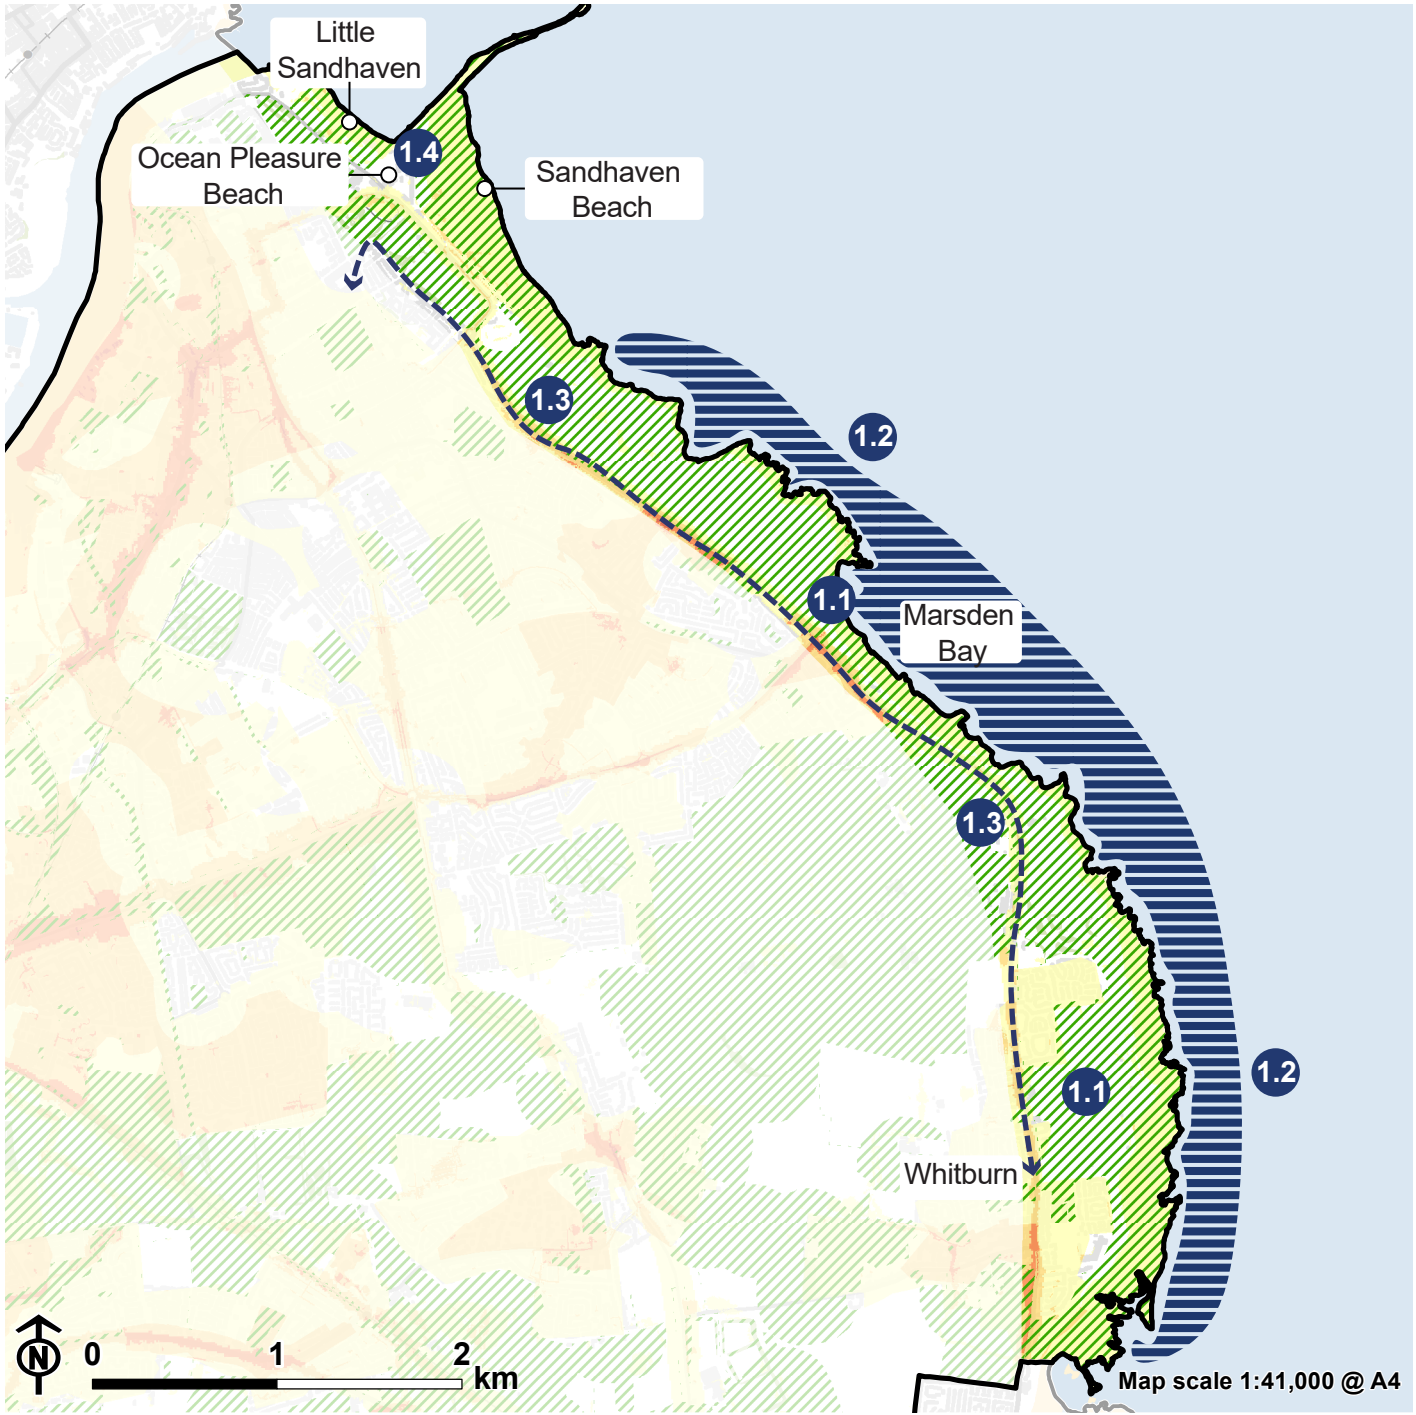 Little
Sandhaven
1.4
Ocean Pleasure
Beach
Sandhaven
Beach
1.3
1.2
1.1
Marsden
Bay
1.3
1.2
1.1
Whitburn
N
0 1 2
km
Map scale 1:41,000 @ A4